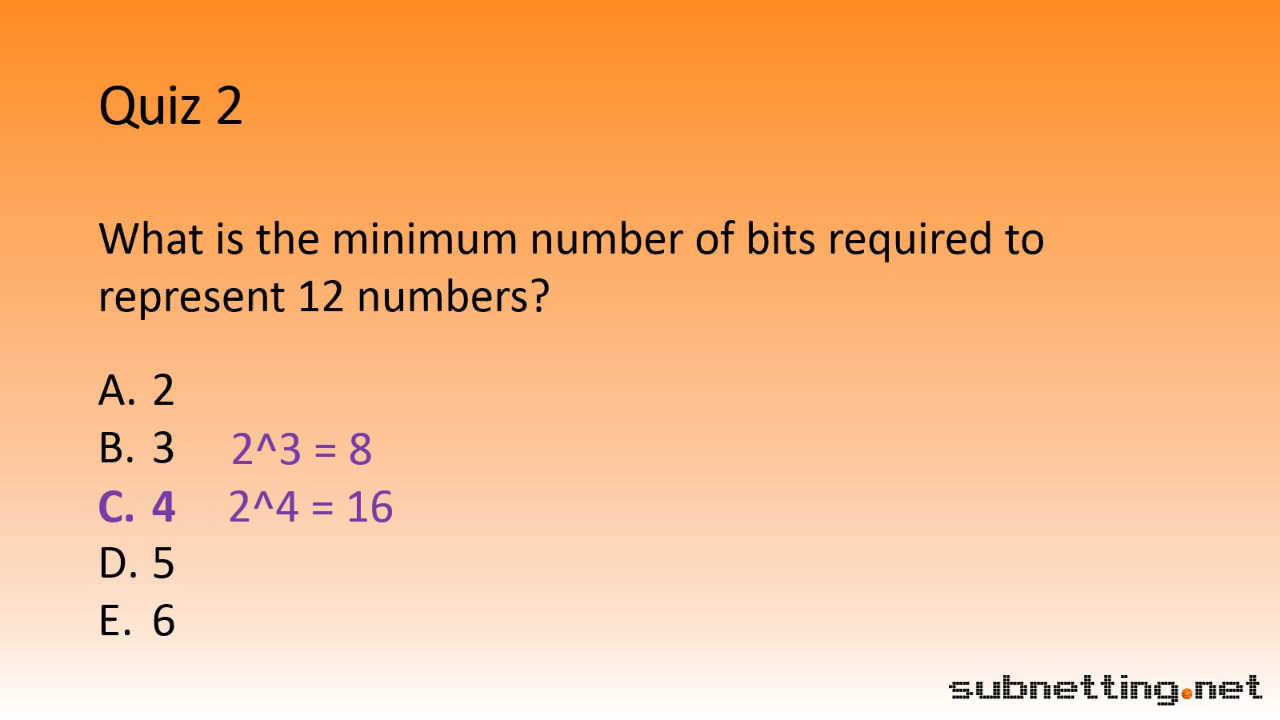 Quiz 2
What is the minimum number of bits required to
represent 12 numbers?
A. 2
B. 3 2^3 = 8
C. 4 2^4 = 16
D. 5
E. 6
subnetting.net